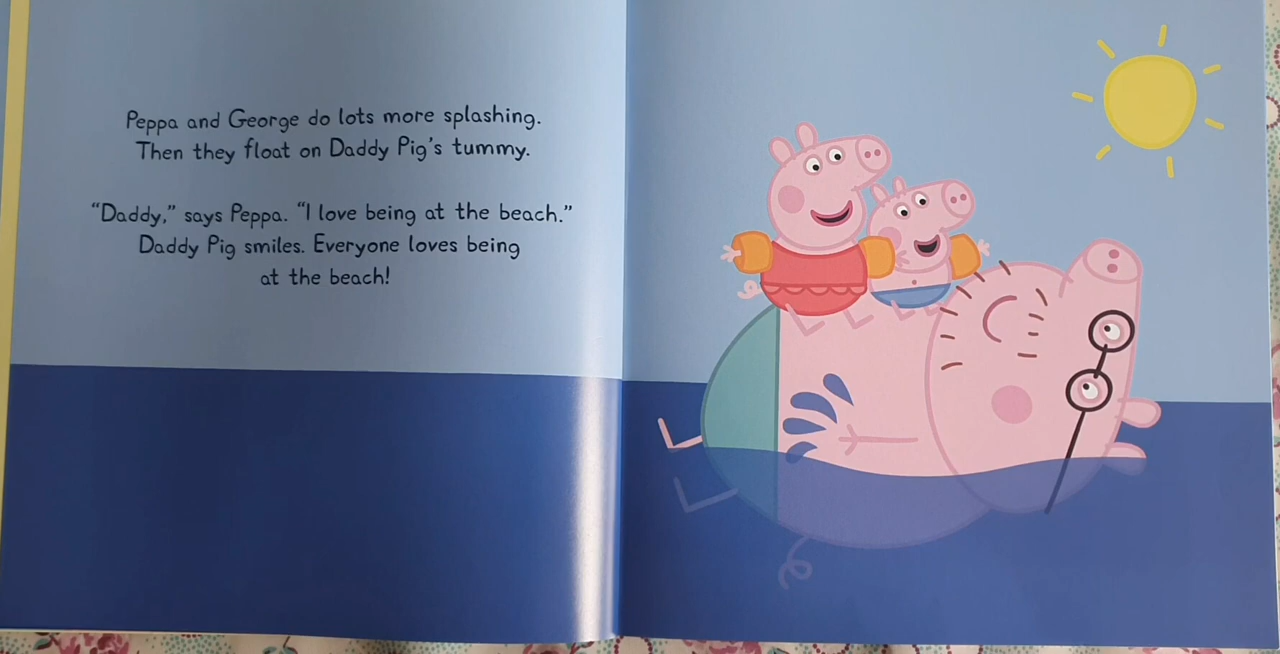 Peppa and George do lots more splashing.
Then they float on Daddy Pig's tummy.
“Daddy,” says Peppa. “I love being at the beach.”
Daddy Pig smiles. Everyone loves being
at the beach!